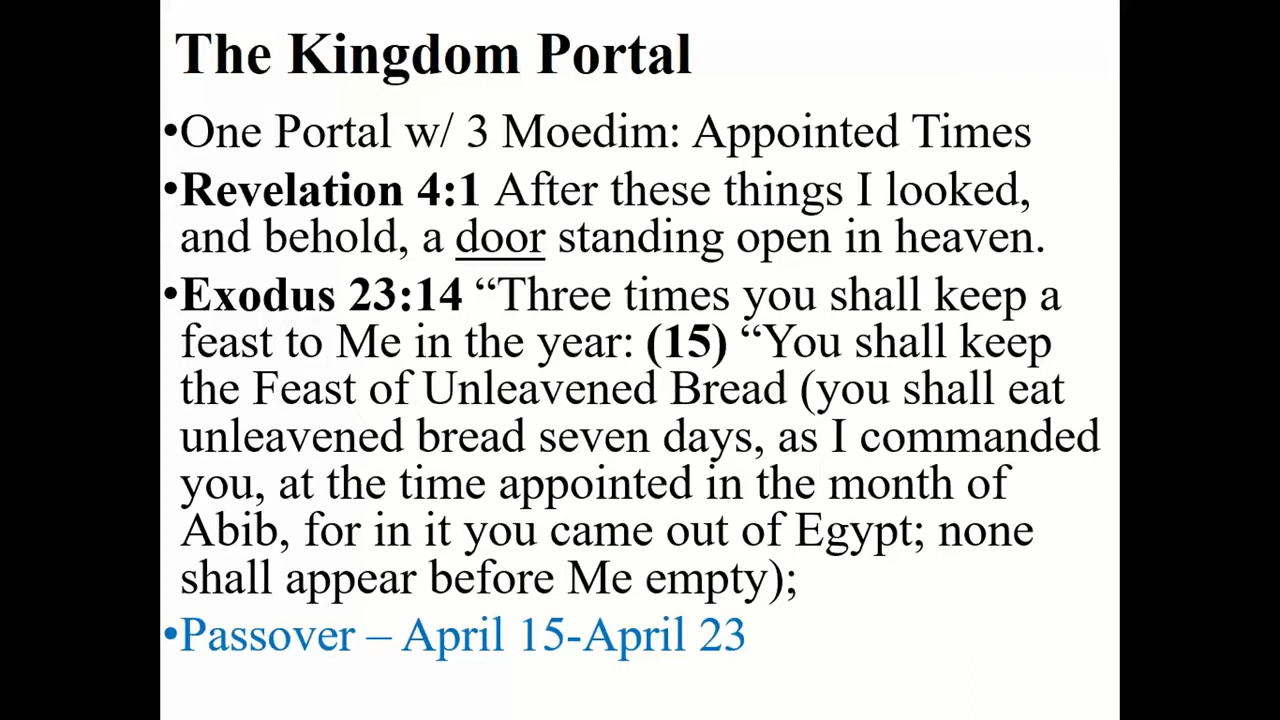 The Kingdom Portal
•One Portal w/ 3 Moedim: Appointed Times
•Revelation 4:1 After these things I looked,
and behold, a door standing open in heaven.
•Exodus 23:14 “Three times you shall keep a
feast to Me in the year: (15) “You shall keep
the Feast of Unleavened Bread (you shall eat
unleavened bread seven days, as I commanded
you, at the time appointed in the month of
Abib, for in it you came out of Egypt; none
shall appear before Me empty);
•Passover – April 15-April 23